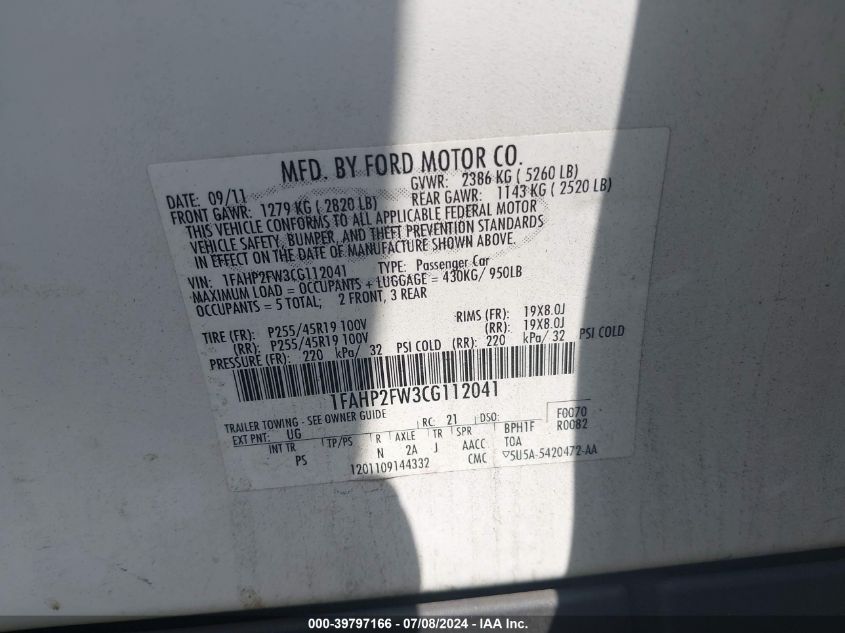 MFD. BY FORD MOTOR CO.
DATE: 09/11 GVWR: 2386 KG ( 5260 LB)
FRONT GAWR: 1279 KG ( 2820 LB) REAR GAWR: 1143 KG ( 2520 LB)
THIS VEHICLE CONFORMS TO ALL APPLICABLE FEDERAL MOTOR
VEHICLE SAFETY, BUMPER, AND THEFT PREVENTION STANDARDS
IN EFFECT ON THE DATE OF MANUFACTURE SHOWN ABOVE.
VIN: 1FAHP2FW3CG112041 TYPE: Passenger Car
MAXIMUM LOAD = OCCUPANTS + LUGGAGE = 430KG/ 950LB
OCCUPANTS = 5 TOTAL; 2 FRONT, 3 REAR
TIRE (FR): P255/45R19 100V RIMS (FR): 19X8.0J
(RR): P255/45R19 100V (RR): 19X8.0J
PRESSURE (FR): 220 kPa/ 32 PSI COLD (RR): 220 kPa/ 32 PSI COLD
1FAHP2FW3CG112041
TRAILER TOWING - SEE OWNER GUIDE RC: 21 DSO: F0070
EXT PNT: UG R0082
INT TR TP/PS R AXLE TR SPR BPH1F
PS N 2A J AACC TOA
1201109144332 CMC ▽5U5A-5420472-AA
000-39797166 - 07/08/2024 - IAA Inc.